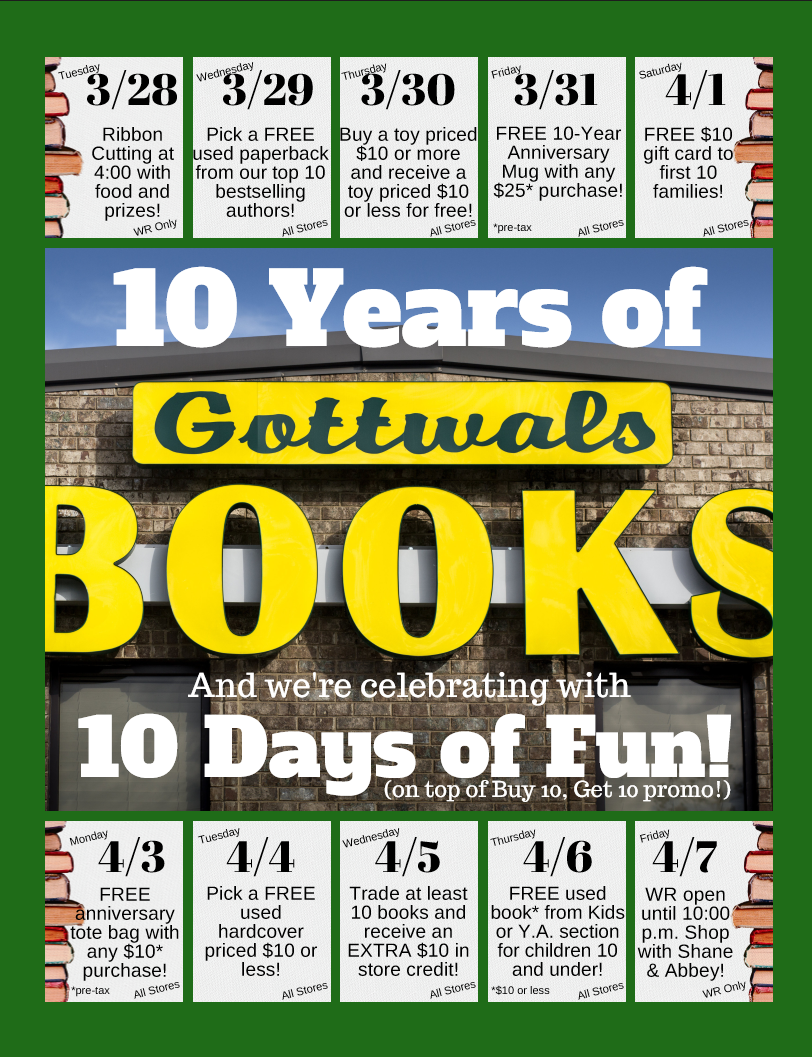 Tuesday
3/28
Ribbon
Cutting at
4:00 with
food and
prizes!
WR Only
Wednesday
3/29
Pick a FREE
used paperback
from our top 10
bestselling
authors!
All Stores
Thursday
3/30
Buy a toy priced
$10 or more
and receive a
toy priced $10
or less for free!
All Stores
Friday
3/31
FREE 10-Year
Anniversary
Mug with any
$25* purchase!
*pre-tax
All Stores
Saturday
4/1
FREE $10
gift card to
first 10
families!
All Stores
10 Years of
Gottwals
BOOKS
And we're celebrating with
10 Days of Fun!
(on top of Buy 10, Get 10 promo!)
Monday
4/3
FREE
anniversary
tote bag with
any $10*
purchase!
*pre-tax
All Stores
Tuesday
4/4
Pick a FREE
used
hardcover
priced $10 or
less!
All Stores
Wednesday
4/5
Trade at least
10 books and
receive an
EXTRA $10 in
store credit!
All Stores
Thursday
4/6
FREE used
book* from Kids
or Y.A. section
for children 10
and under!
*$10 or less
All Stores
Friday
4/7
WR open
until 10:00
p.m. Shop
with Shane
& Abbey!
WR Only